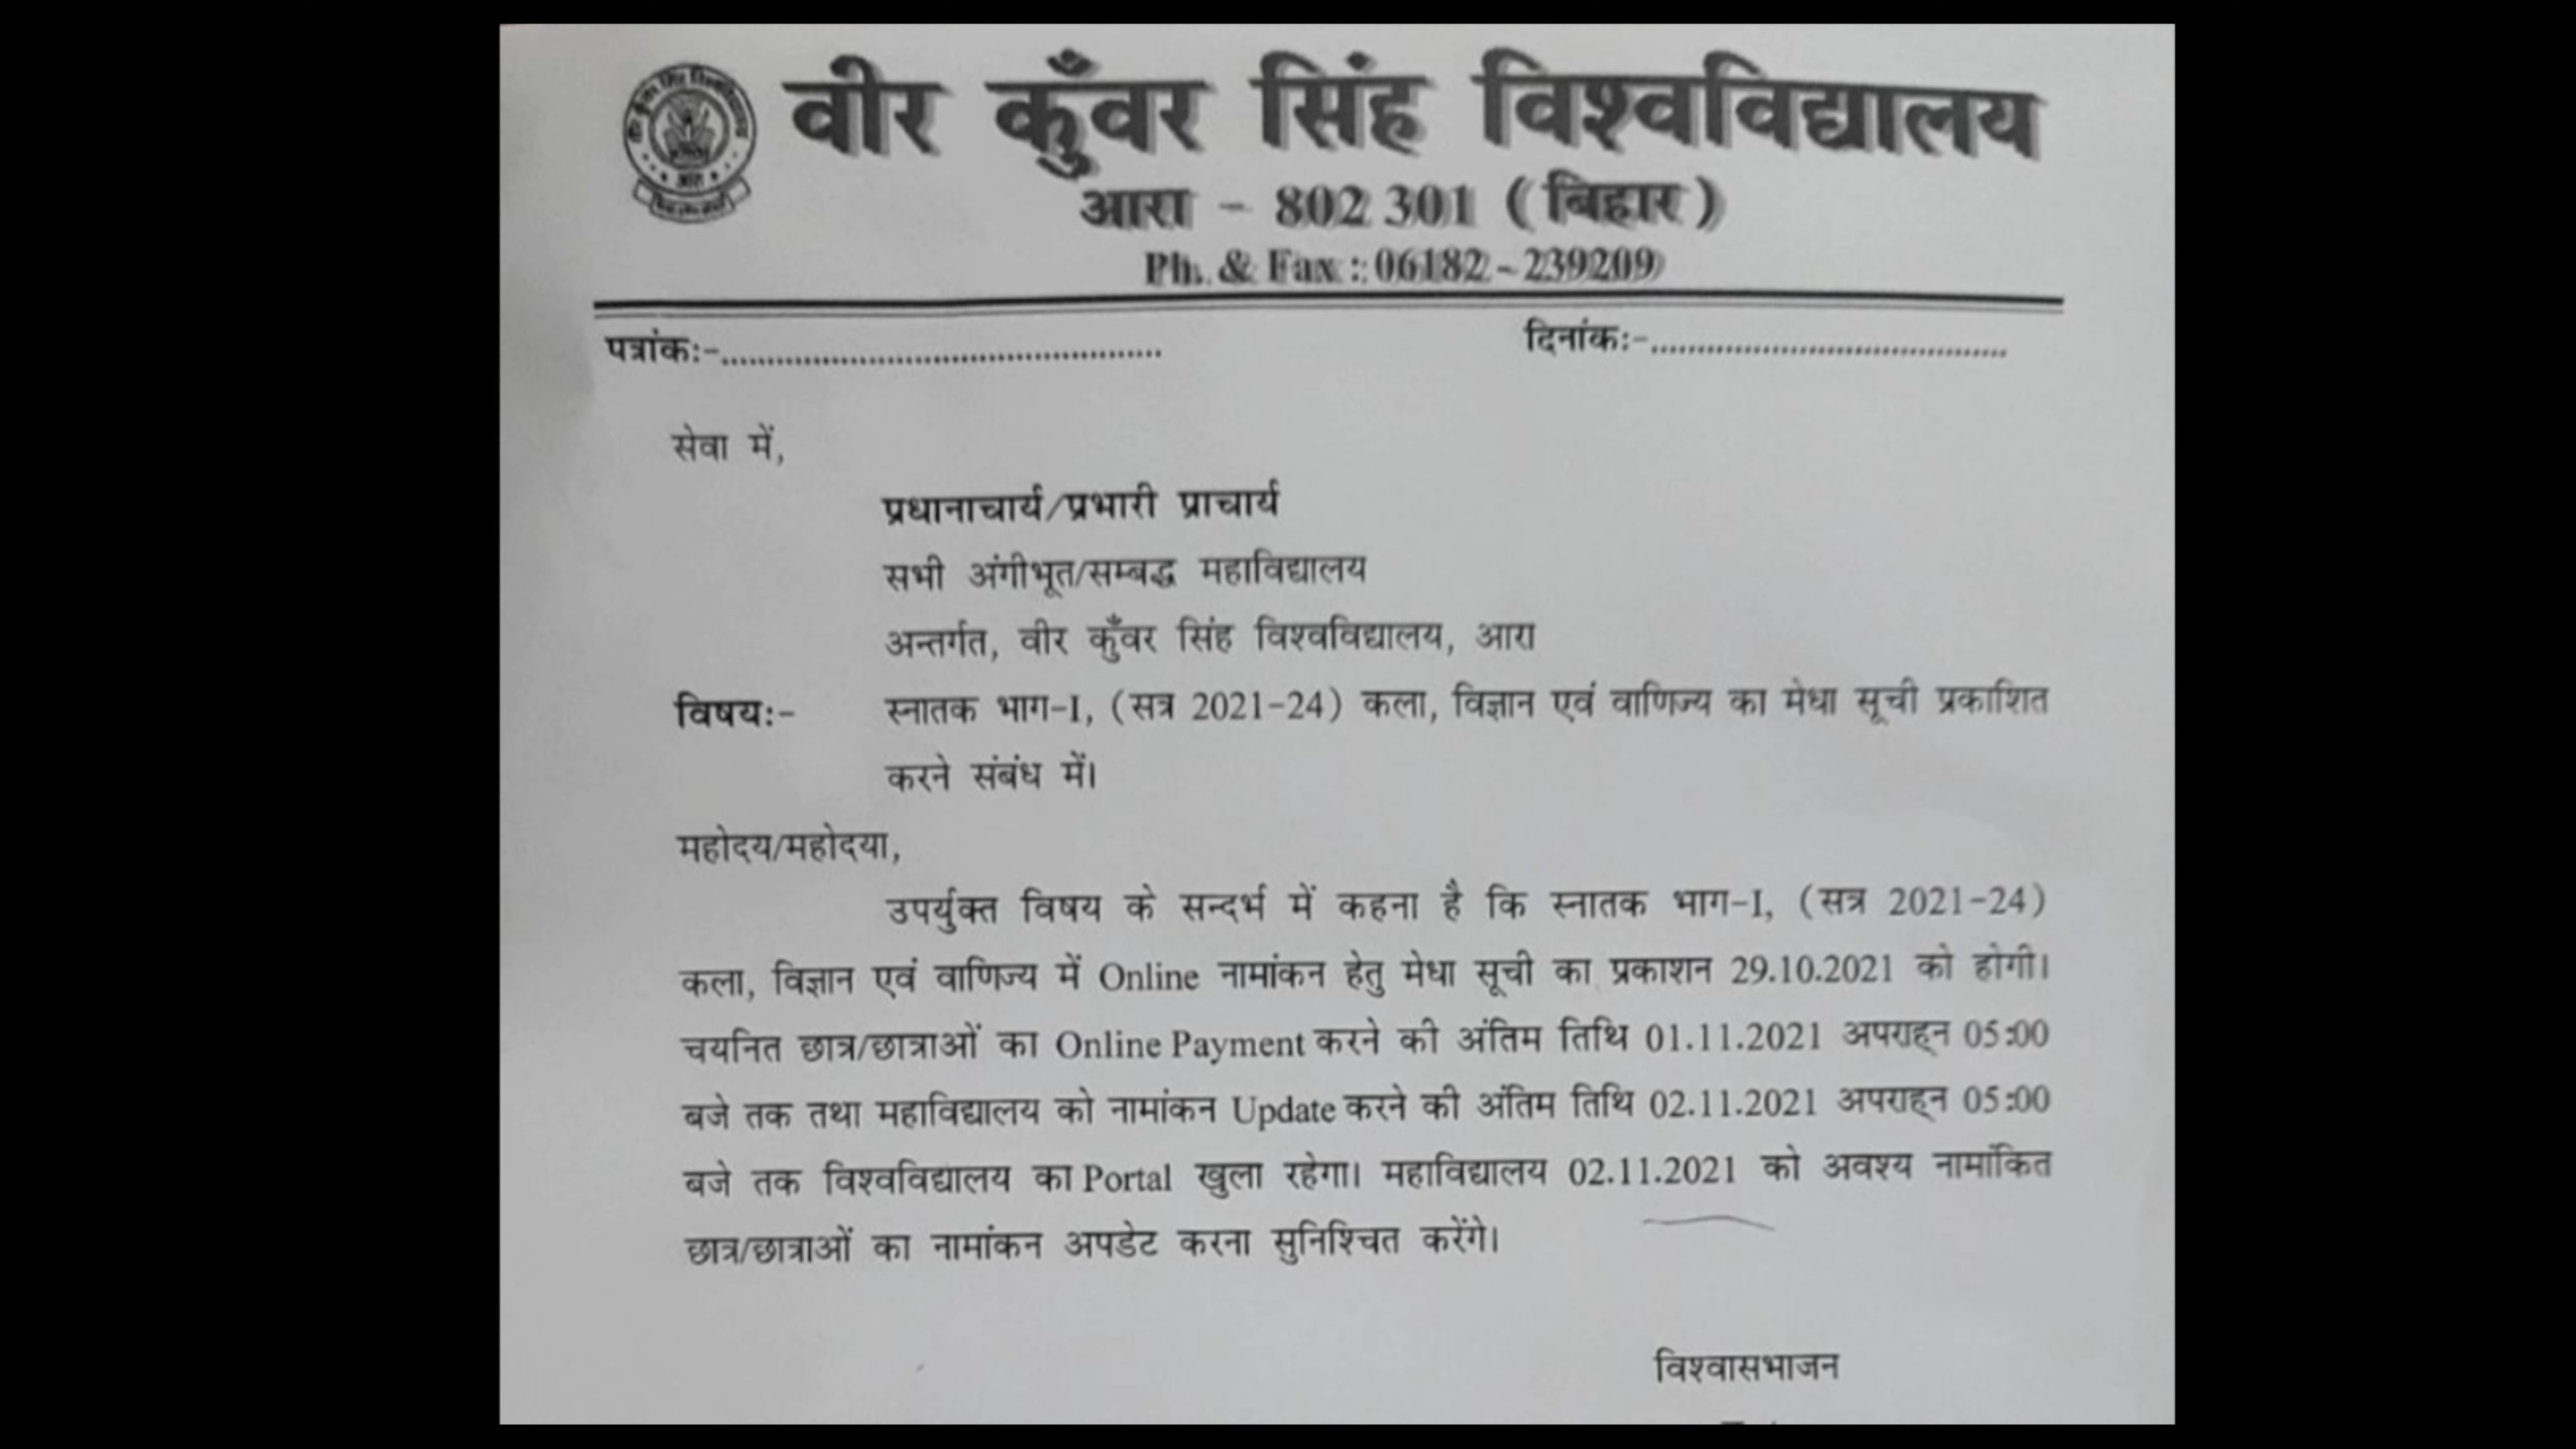 वीर कुँवर सिंह विश्वविद्यालय
आरा - 802 301 ( बिहार )
Ph. & Fax : 06182 - 239209
पत्रांकः-................................................
दिनांकः-.......................................
सेवा में,
प्रधानाचार्य/प्रभारी प्राचार्य
सभी अंगीभूत/सम्बद्ध महाविद्यालय
अन्तर्गत, वीर कुँवर सिंह विश्वविद्यालय, आरा
विषयः- स्नातक भाग-I, (सत्र 2021-24) कला, विज्ञान एवं वाणिज्य का मेधा सूची प्रकाशित
करने संबंध में।
महोदय/महोदया,
उपर्युक्त विषय के सन्दर्भ में कहना है कि स्नातक भाग-I, (सत्र 2021-24)
कला, विज्ञान एवं वाणिज्य में Online नामांकन हेतु मेधा सूची का प्रकाशन 29.10.2021 को होगी।
चयनित छात्र/छात्राओं का Online Payment करने की अंतिम तिथि 01.11.2021 अपराह्न 05:00
बजे तक तथा महाविद्यालय को नामांकन Update करने की अंतिम तिथि 02.11.2021 अपराह्न 05:00
बजे तक विश्वविद्यालय का Portal खुला रहेगा। महाविद्यालय 02.11.2021 को अवश्य नामांकित
छात्र/छात्राओं का नामांकन अपडेट करना सुनिश्चित करेंगे।
विश्वासभाजन